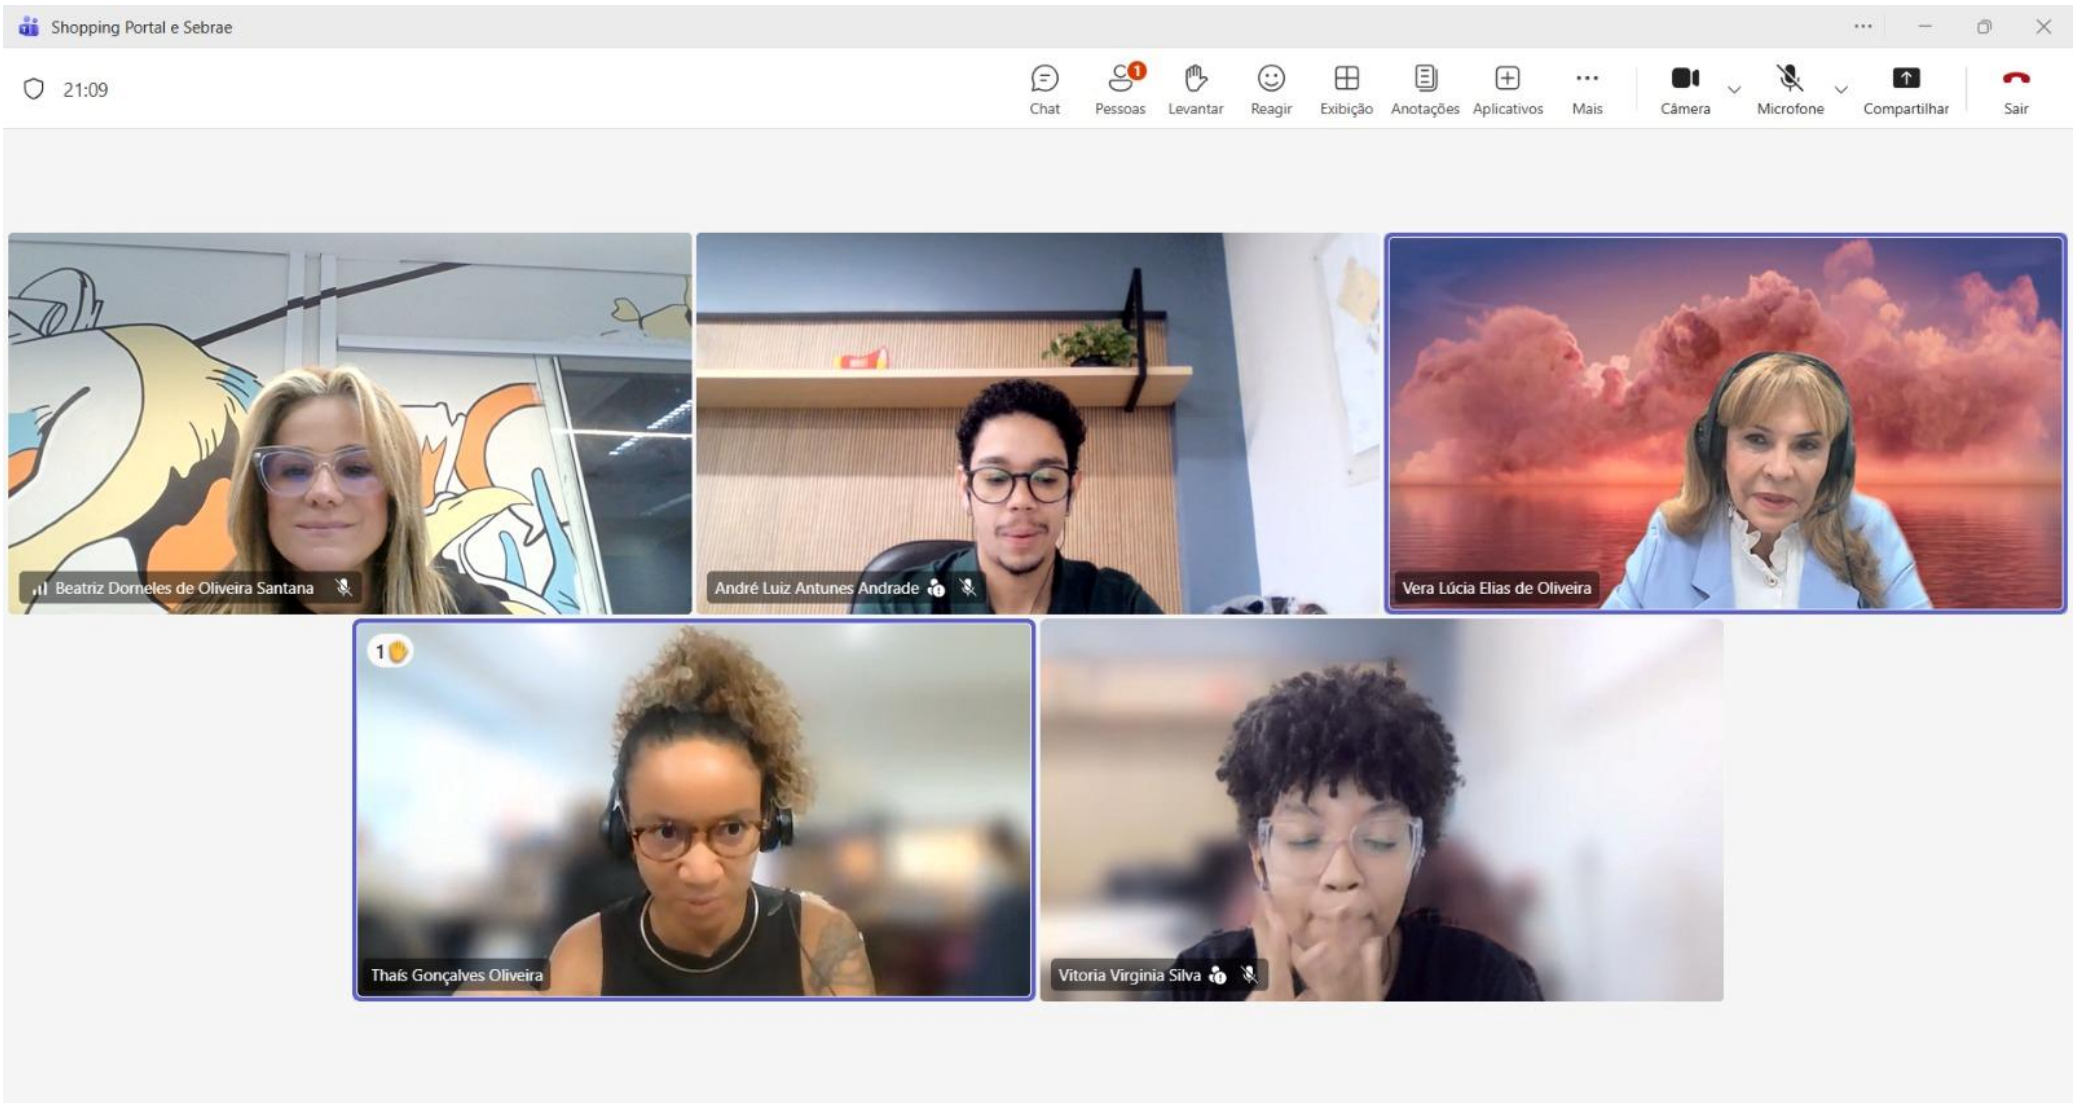 Shopping Portal e Sebrae
21:09
1
Chat
Pessoas
Levantar
Reagir
Exibição
Anotações
Aplicativos
Mais
Câmera
Microfone
Compartilhar
Sair
Beatriz Dorneles de Oliveira Santana
André Luiz Antunes Andrade
Vera Lúcia Elias de Oliveira
1
Thaís Gonçalves Oliveira
Vitoria Virginia Silva